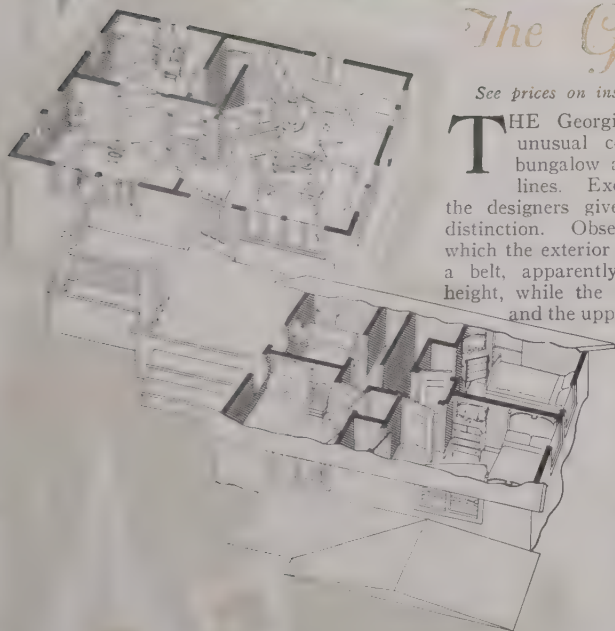 The G
See prices on ins
THE Georgi
unusual c
bungalow a
lines. Exc
the designers give
distinction. Obse
which the exterior
a belt, apparently
height, while the
and the upp